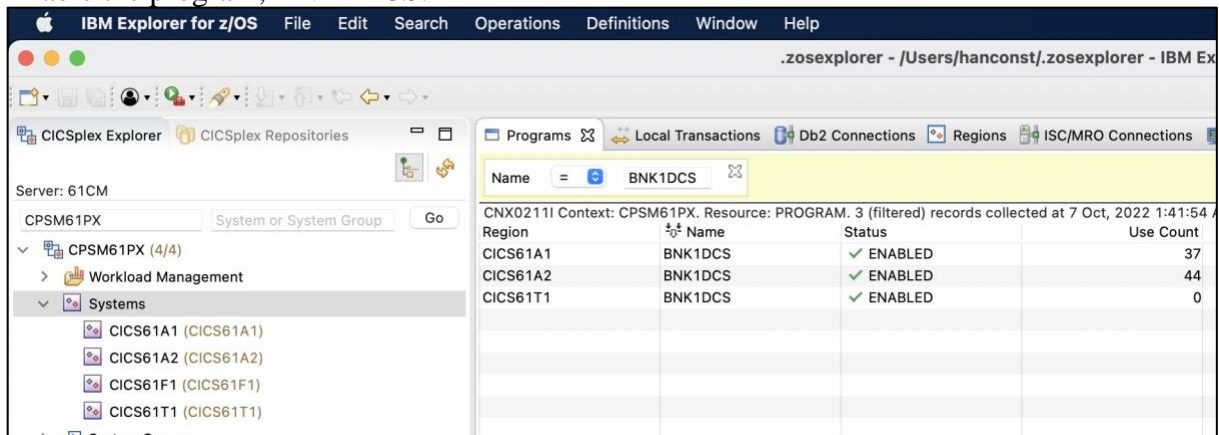 IBM Explorer for z/OS File Edit Search Operations Definitions Window Help
.zosexplorer - /Users/hanconst/.zosexplorer - IBM Ex
CICSplex Explorer CICSplex Repositories
Programs Local Transactions Db2 Connections Regions ISC/MRO Connections
Server: 61CM
Name = BNK1DCS
CPSM61PX System or System Group Go
CNX0211I Context: CPSM61PX. Resource: PROGRAM. 3 (filtered) records collected at 7 Oct, 2022 1:41:54
Region Name Status Use Count
CPSM61PX (4/4)
CICS61A1 BNK1DCS ENABLED 37
Workload Management
CICS61A2 BNK1DCS ENABLED 44
Systems
CICS61T1 BNK1DCS ENABLED 0
CICS61A1 (CICS61A1)
CICS61A2 (CICS61A2)
CICS61F1 (CICS61F1)
CICS61T1 (CICS61T1)